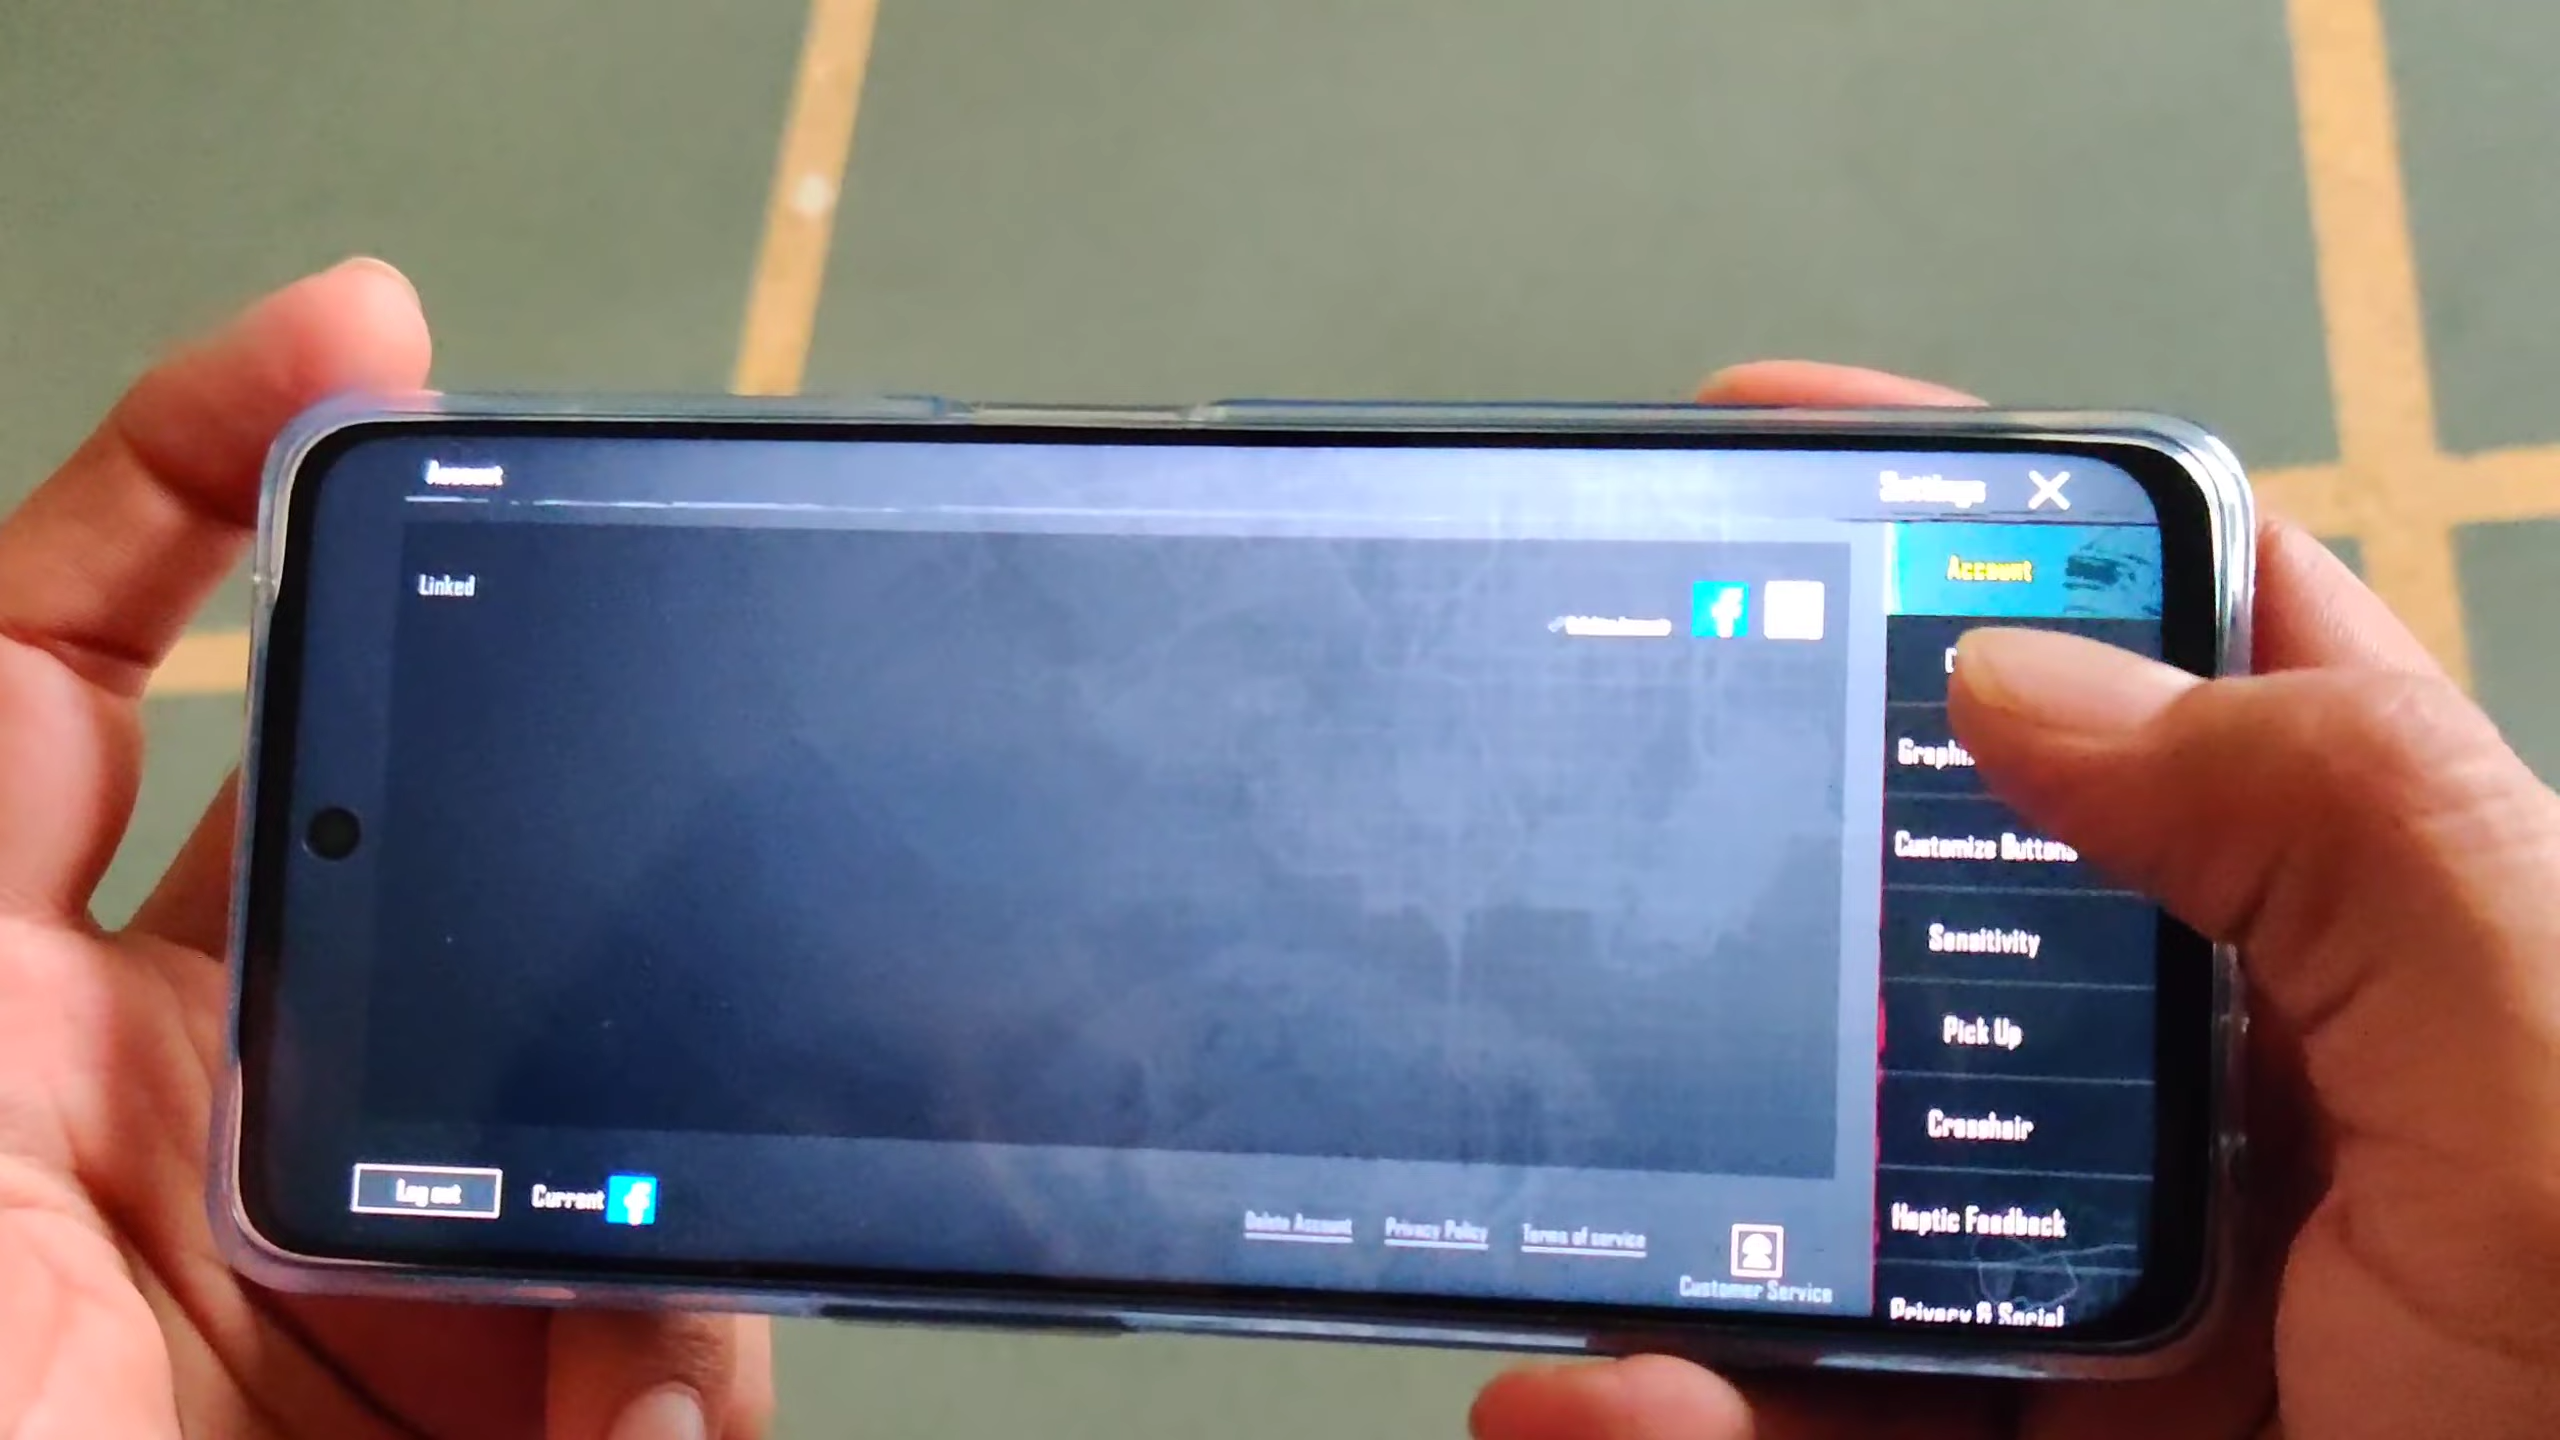 Account
Settings
Account
Linked
Customize Buttons
Sensitivity
Pick Up
Crosshair
Haptic Feedback
Privacy & Social
Log out
Current
Delete Account
Privacy Policy
Terms of service
Customer Service